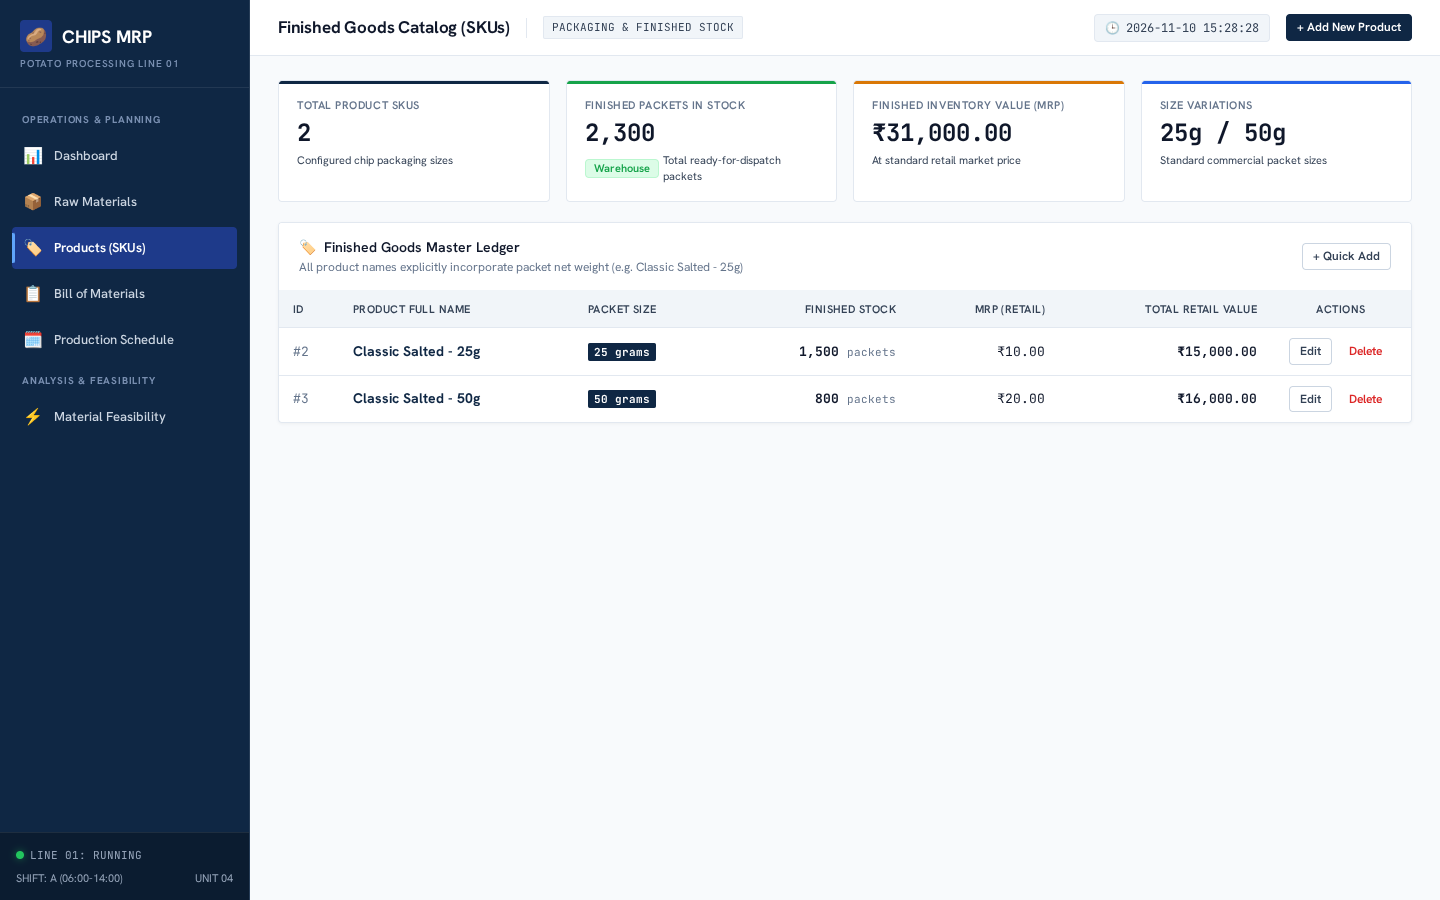 CHIPS MRP
POTATO PROCESSING LINE 01
OPERATIONS & PLANNING
Dashboard
Raw Materials
Products (SKUs)
Bill of Materials
Production Schedule
ANALYSIS & FEASIBILITY
Material Feasibility
LINE 01: RUNNING
SHIFT: A (06:00-14:00) UNIT 04
Finished Goods Catalog (SKUs) PACKAGING & FINISHED STOCK 2026-11-10 15:28:28 + Add New Product
TOTAL PRODUCT SKUS
2
Configured chip packaging sizes
FINISHED PACKETS IN STOCK
2,300
Warehouse Total ready-for-dispatch
packets
FINISHED INVENTORY VALUE (MRP)
₹31,000.00
At standard retail market price
SIZE VARIATIONS
25g / 50g
Standard commercial packet sizes
Finished Goods Master Ledger
All product names explicitly incorporate packet net weight (e.g. Classic Salted - 25g)
+ Quick Add
ID PRODUCT FULL NAME PACKET SIZE FINISHED STOCK MRP (RETAIL) TOTAL RETAIL VALUE ACTIONS
#2 Classic Salted - 25g 25 grams 1,500 packets ₹10.00 ₹15,000.00 Edit Delete
#3 Classic Salted - 50g 50 grams 800 packets ₹20.00 ₹16,000.00 Edit Delete